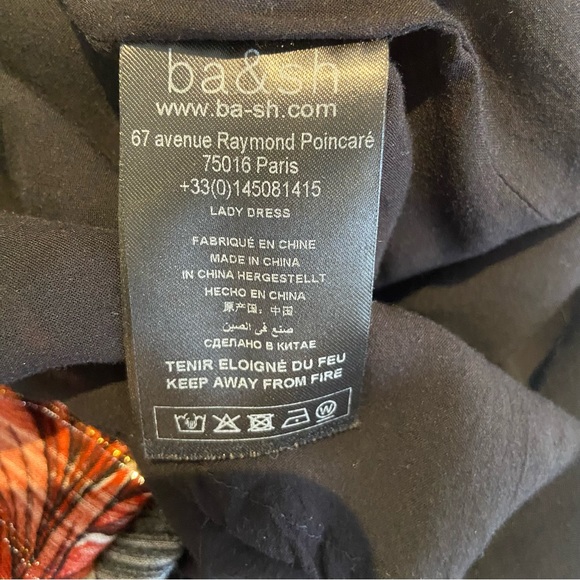 ba&sh
www.ba-sh.com
67 avenue Raymond Poincaré
75016 Paris
+33(0)145081415
LADY DRESS
FABRIQUÉ EN CHINE
MADE IN CHINA
IN CHINA HERGESTELLT
HECHO EN CHINA
原产国：中国
صنع في الصين
СДЕЛАНО В КИТАЕ
TENIR ELOIGNÉ DU FEU
KEEP AWAY FROM FIRE
W